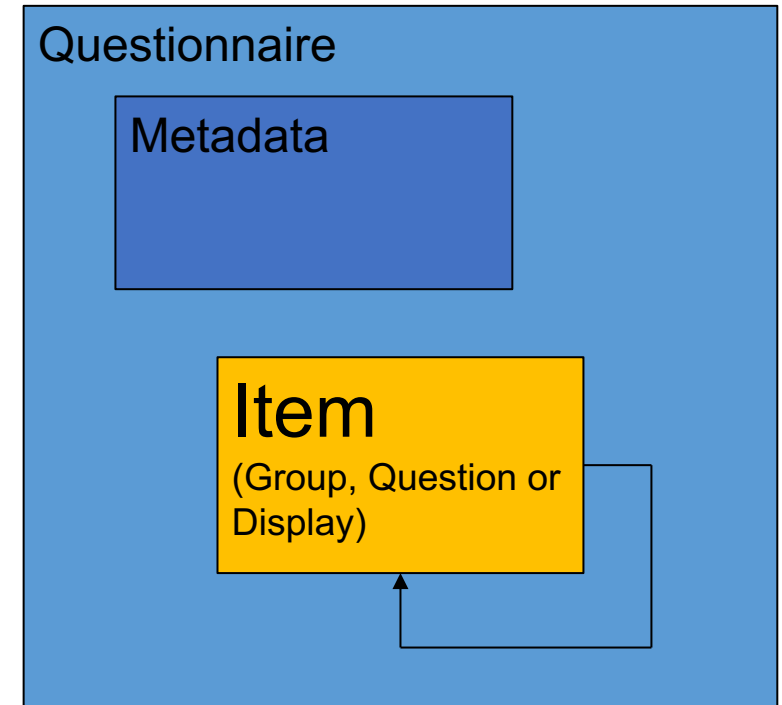 Questionnaire
Metadata
Item
(Group, Question or
Display)